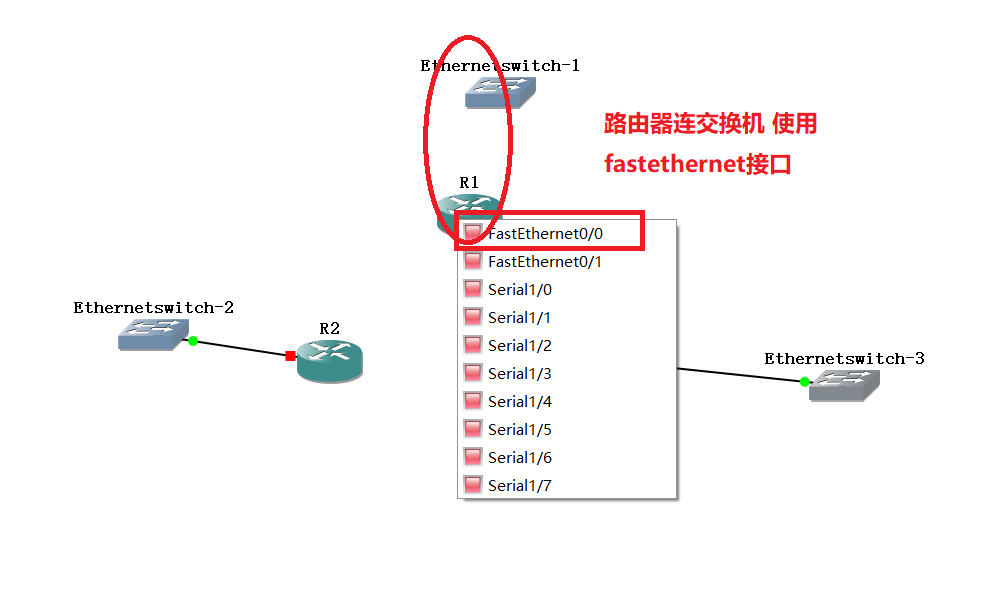 Ethernetswitch-1
路由器连交换机 使用
fastethernet接口
R1
FastEthernet0/0
FastEthernet0/1
Serial1/0
Serial1/1
Serial1/2
Serial1/3
Serial1/4
Serial1/5
Serial1/6
Serial1/7
Ethernetswitch-2
R2
Ethernetswitch-3